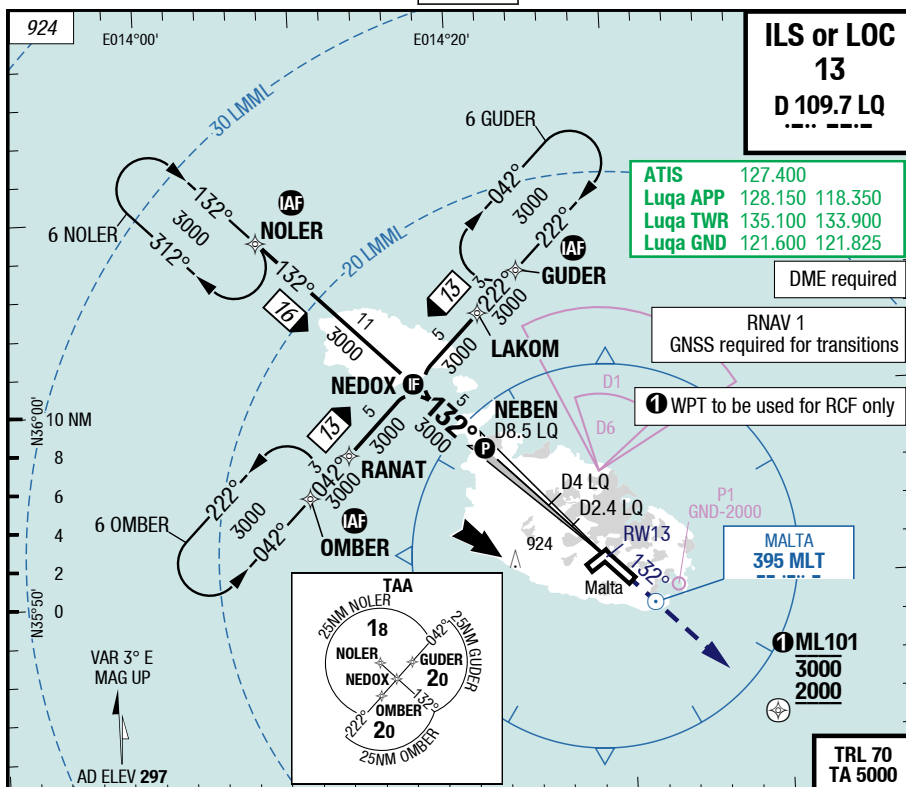 924
E014°00'
E014°20'
ILS or LOC
13
D 109.7 LQ
30 LMML
6 GUDER
042°
3000
222°
ATIS 127.400
Luqa APP 128.150 118.350
Luqa TWR 135.100 133.900
Luqa GND 121.600 121.825
132°
3000
312°
6 NOLER
IAF
NOLER
20 LMML
IAF
GUDER
DME required
132°
13
3
222°
3000
16
11
3000
5
3000
LAKOM
RNAV 1
GNSS required for transitions
NEDOX
IF
5
132°
3000
NEBEN
D8.5 LQ
P
D1
D6
1 WPT to be used for RCF only
N36°00'
10 NM
8
6
4
2
0
N35°50'
13
5
3000
RANAT
3
042°
3000
222°
3000
042°
6 OMBER
IAF
OMBER
D4 LQ
D2.4 LQ
P1
GND-2000
924
RW13
132°
Malta
MALTA
395 MLT
TAA
25NM NOLER
18
NOLER
042°
GUDER
25NM GUDER
NEDOX
20
OMBER
132°
222°
20
25NM OMBER
1 ML101
3000
2000
VAR 3° E
MAG UP
AD ELEV 297
TRL 70
TA 5000